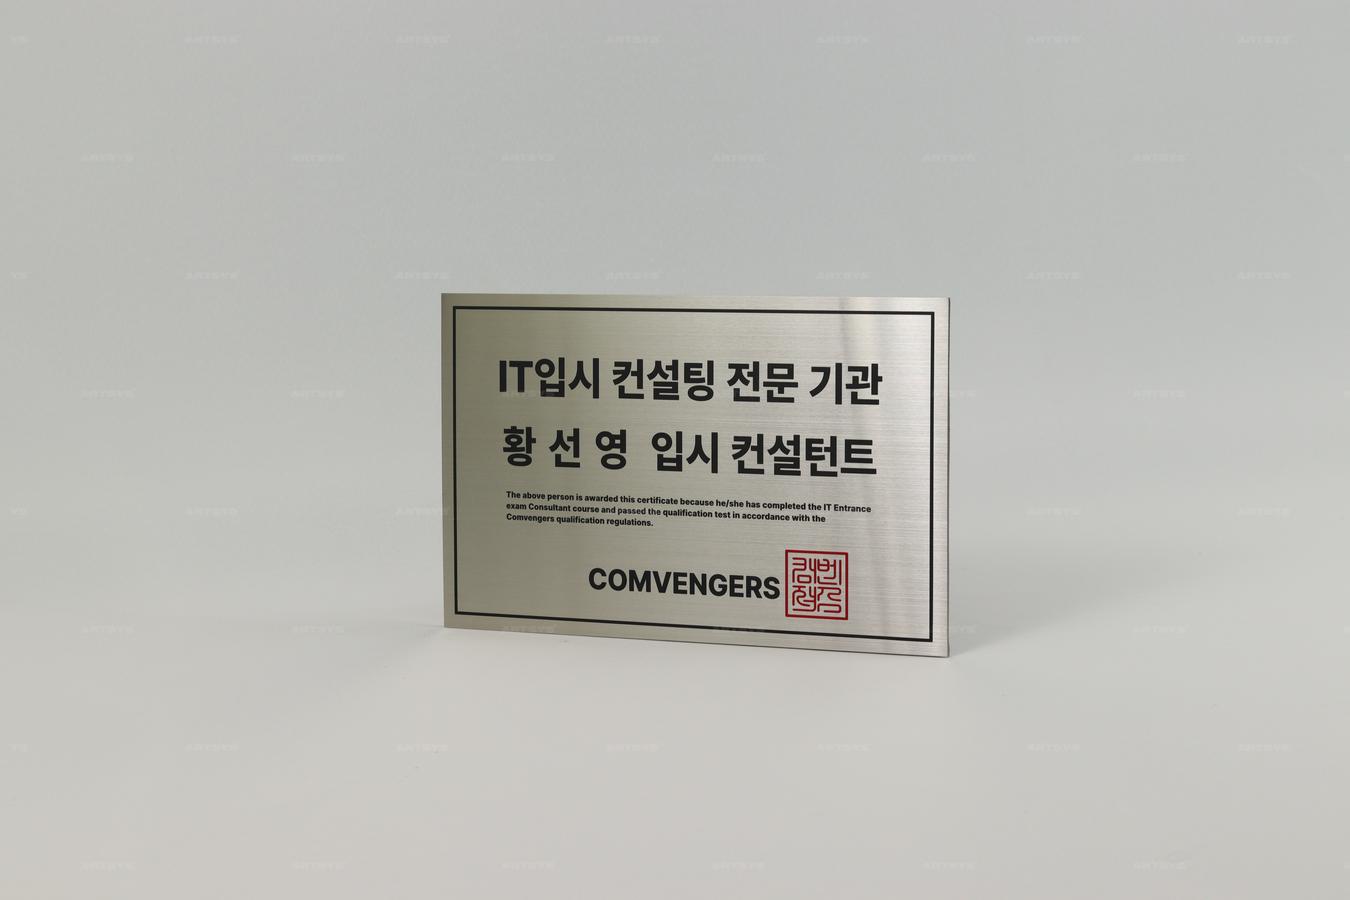 IT입시 컨설팅 전문 기관
황 선 영 입시 컨설턴트
The above person is awarded this certificate because he/she has completed the IT Entrance
exam Consultant course and passed the qualification test in accordance with the
Comvengers qualification regulations.
COMVENGERS
ARTSYS